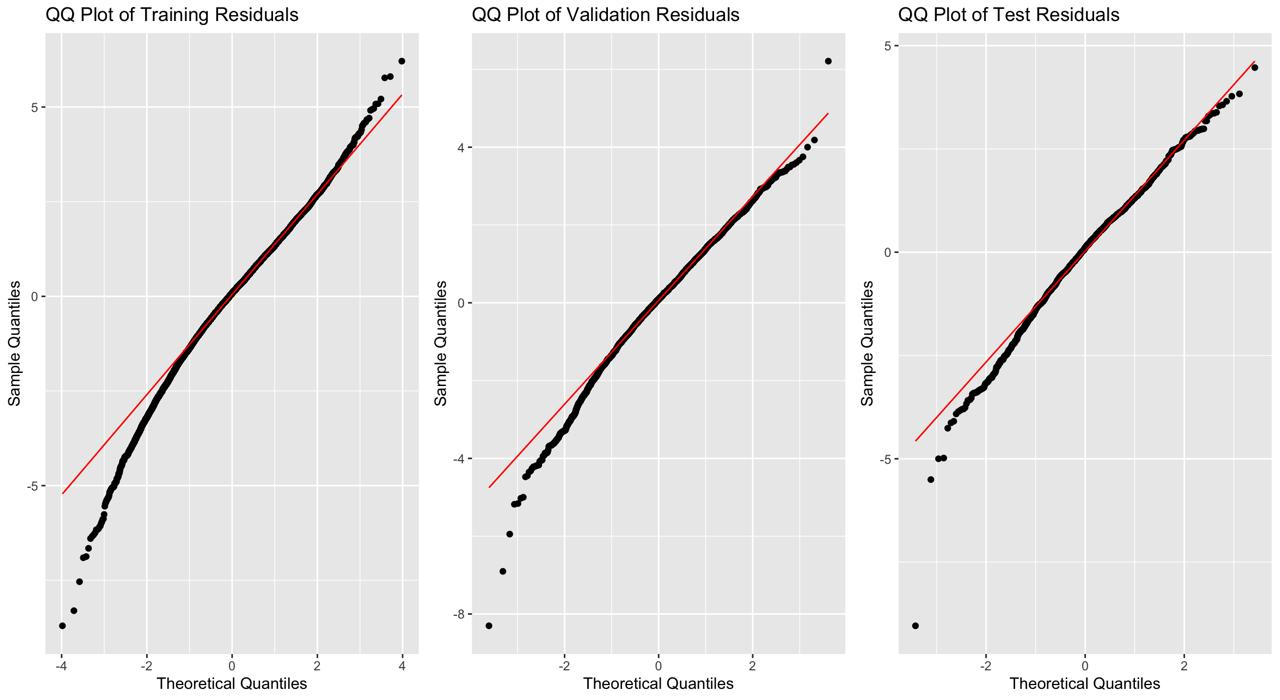 QQ Plot of Training Residuals
Sample Quantiles
5
0
-5
-4
-2
0
2
4
Theoretical Quantiles
QQ Plot of Validation Residuals
Sample Quantiles
4
0
-4
-8
-2
0
2
Theoretical Quantiles
QQ Plot of Test Residuals
Sample Quantiles
5
0
-5
-2
0
2
Theoretical Quantiles